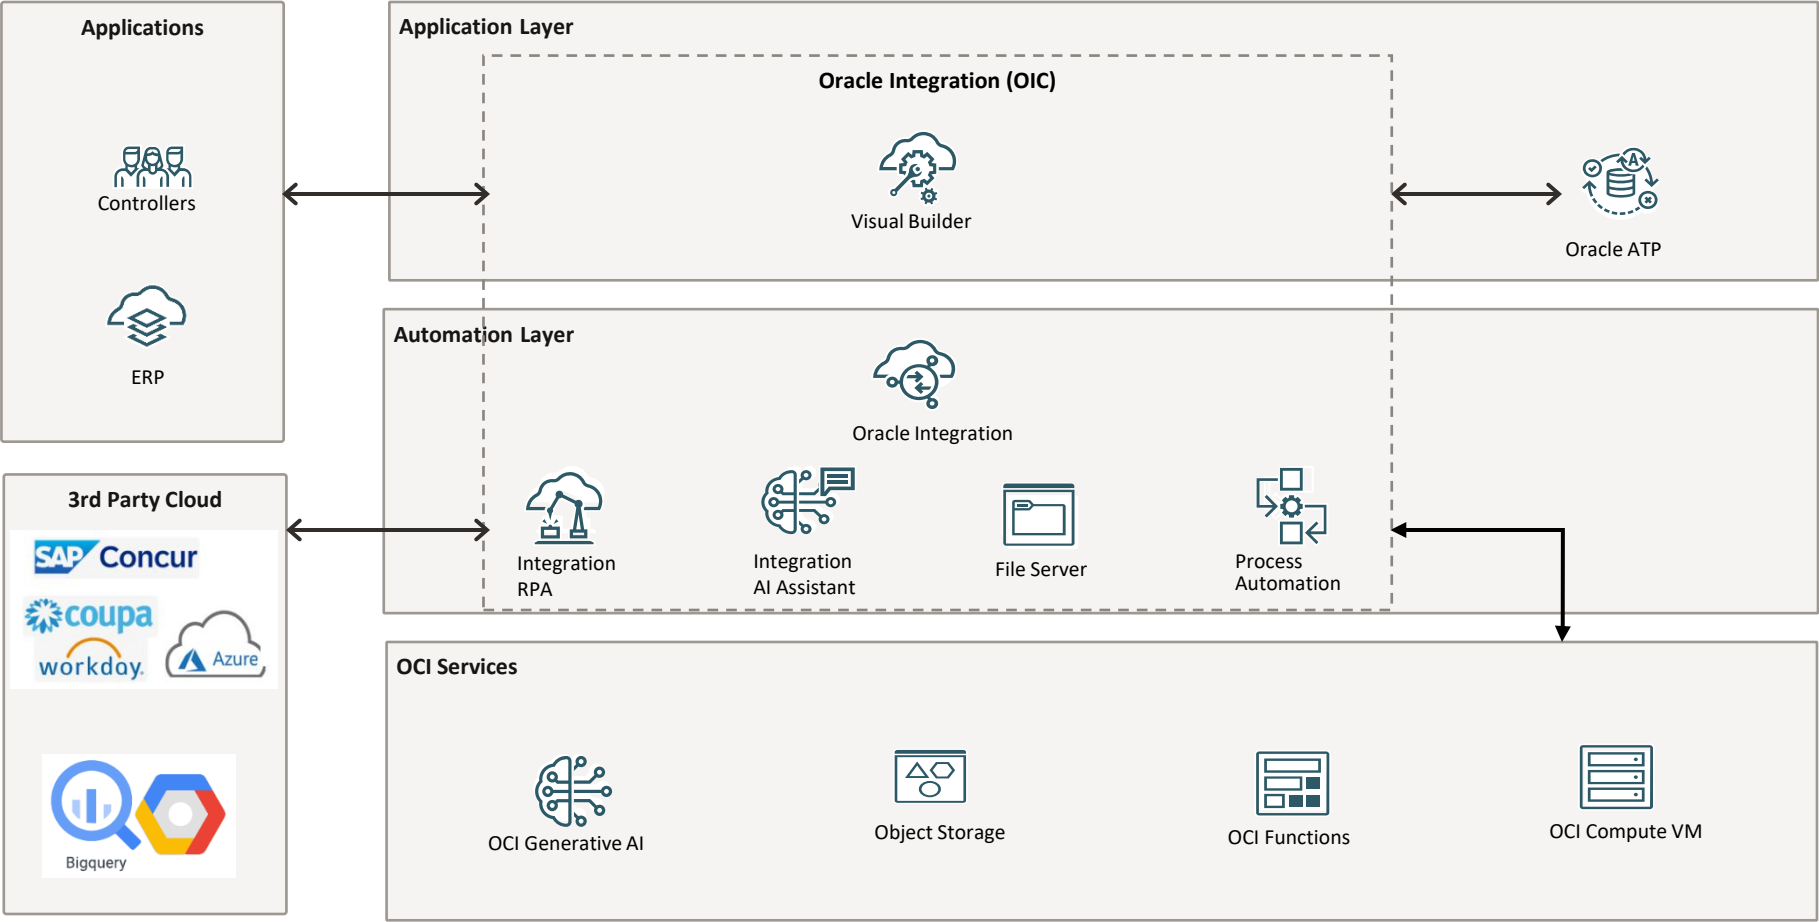 Applications
Controllers
ERP
3rd Party Cloud
SAP Concur
coupa
workday.
Azure
Bigquery
Application Layer
Oracle Integration (OIC)
Visual Builder
A
Oracle ATP
Automation Layer
Oracle Integration
Integration
RPA
Integration
AI Assistant
File Server
Process
Automation
OCI Services
OCI Generative AI
Object Storage
OCI Functions
OCI Compute VM